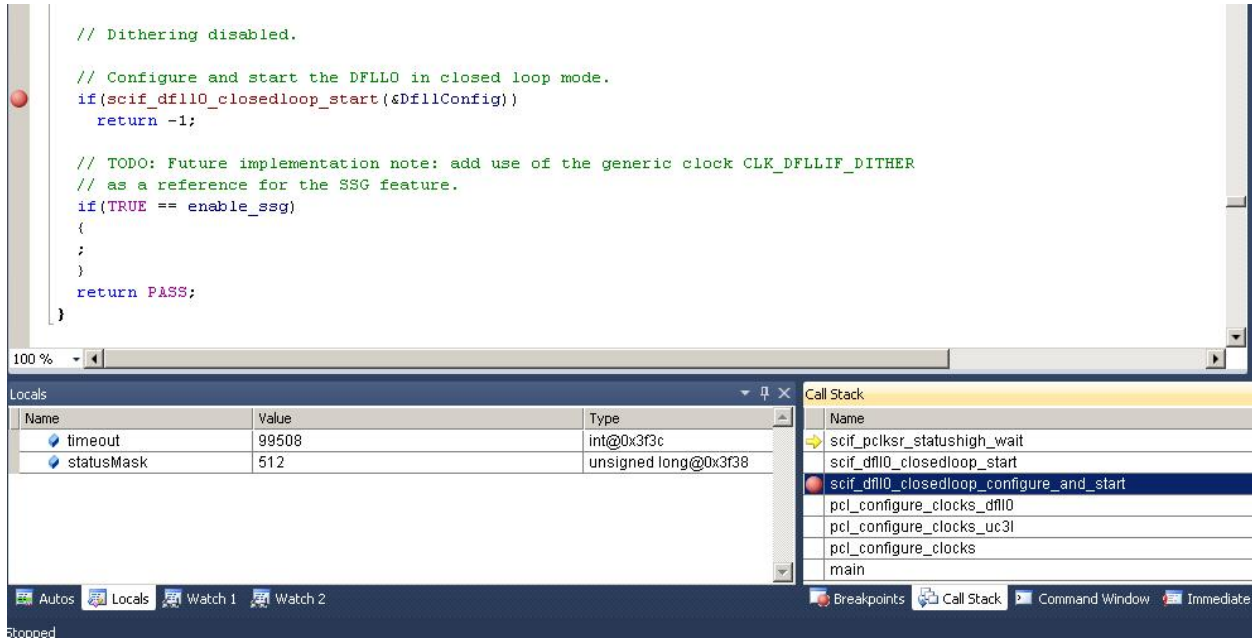 // Dithering disabled.
// Configure and start the DFLL0 in closed loop mode.
if(scif_dfll0_closedloop_start(&DfllConfig))
return -1;
// TODO: Future implementation note: add use of the generic clock CLK_DFLLIF_DITHER
// as a reference for the SSG feature.
if(TRUE == enable_ssg)
{
;
}
return PASS;
}
100 %
Locals
Name Value Type
timeout 99508 int@0x3f3c
statusMask 512 unsigned long@0x3f38
Call Stack
Name
scif_pclksr_statushigh_wait
scif_dfll0_closedloop_start
scif_dfll0_closedloop_configure_and_start
pcl_configure_clocks_dfll0
pcl_configure_clocks_uc3l
pcl_configure_clocks
main
Autos Locals Watch 1 Watch 2
Breakpoints Call Stack Command Window Immediate
Stopped